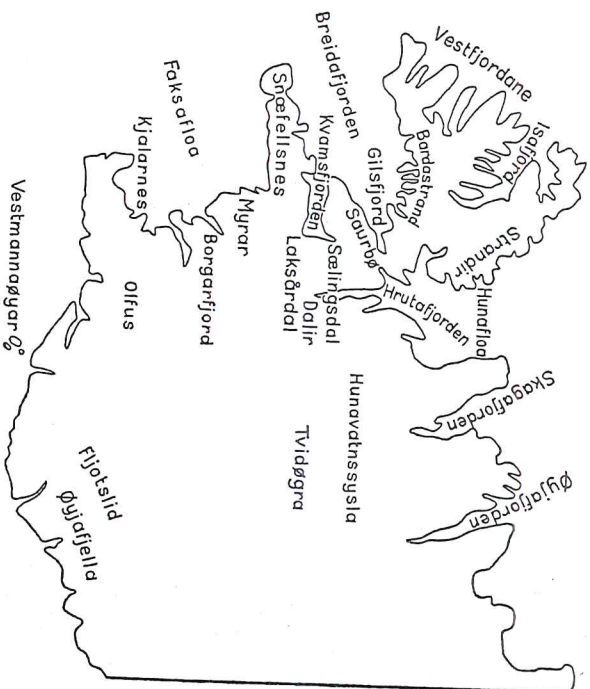 Vestfjordane
Isafjord
Strandir
Hunafloa
Skagafjorden
Øyjafjorden
Bardastrand
Gilsfjord
Breidafjorden
Saurbø
Hrutafjorden
Kvamsfjorden
Sælingsdal
Dalir
Laksårdal
Snæfellsnes
Hunavatnssysla
Tvidøgra
Myrar
Borgarfjord
Faksafloa
Kjalarnes
Olfus
Fljotslid
Øyjafjella
Vestmannaøyar